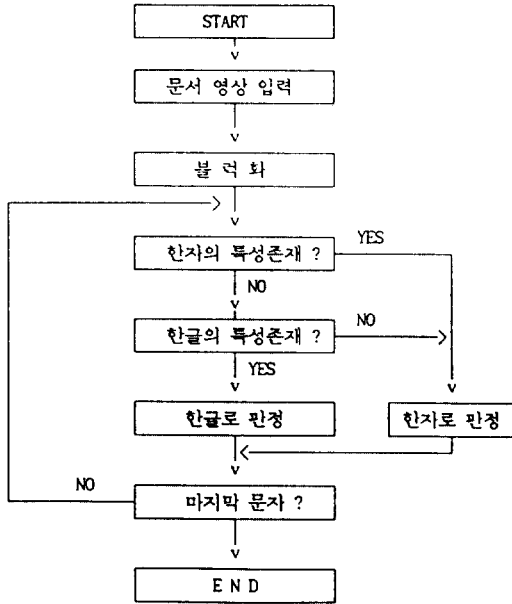 START
문서 영상 입력
블 럭 화
한자의 특성존재 ?
YES
NO
한글의 특성존재 ?
NO
YES
한글로 판정
한자로 판정
NO
마지막 문자 ?
E N D